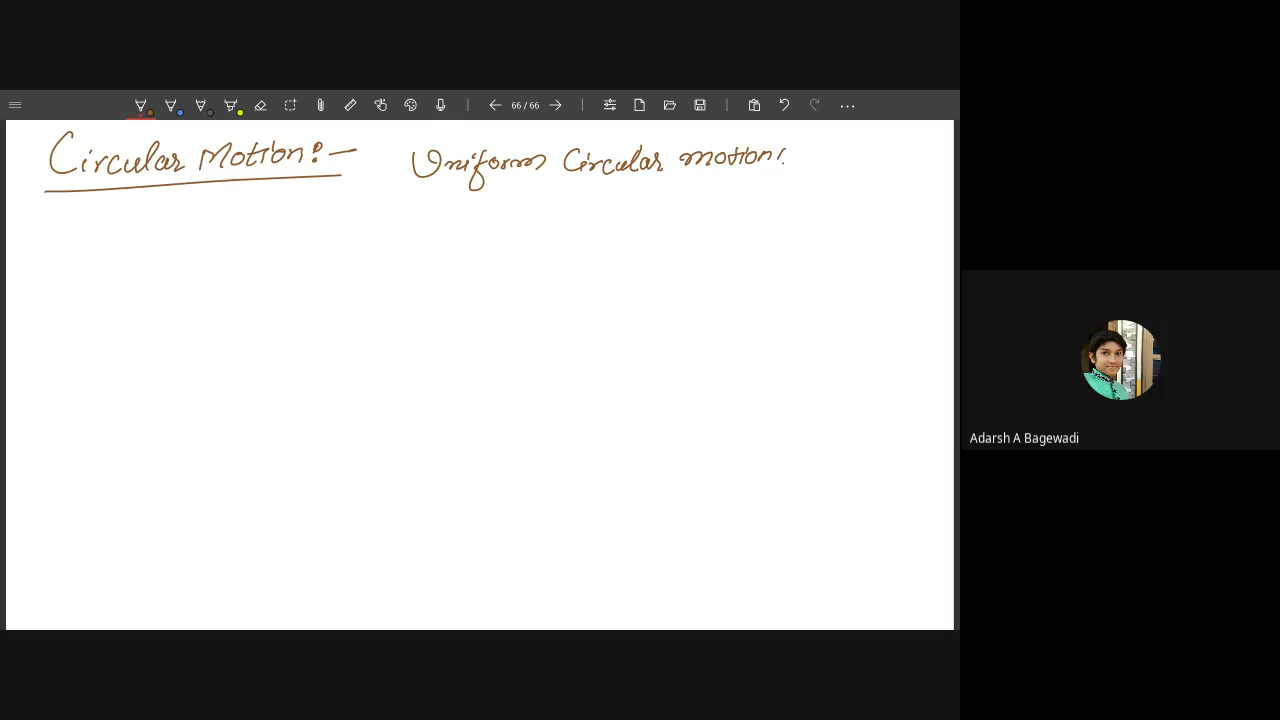 66 / 66
Circular Motion:— Uniform Circular motion:
Adarsh A Bagewadi